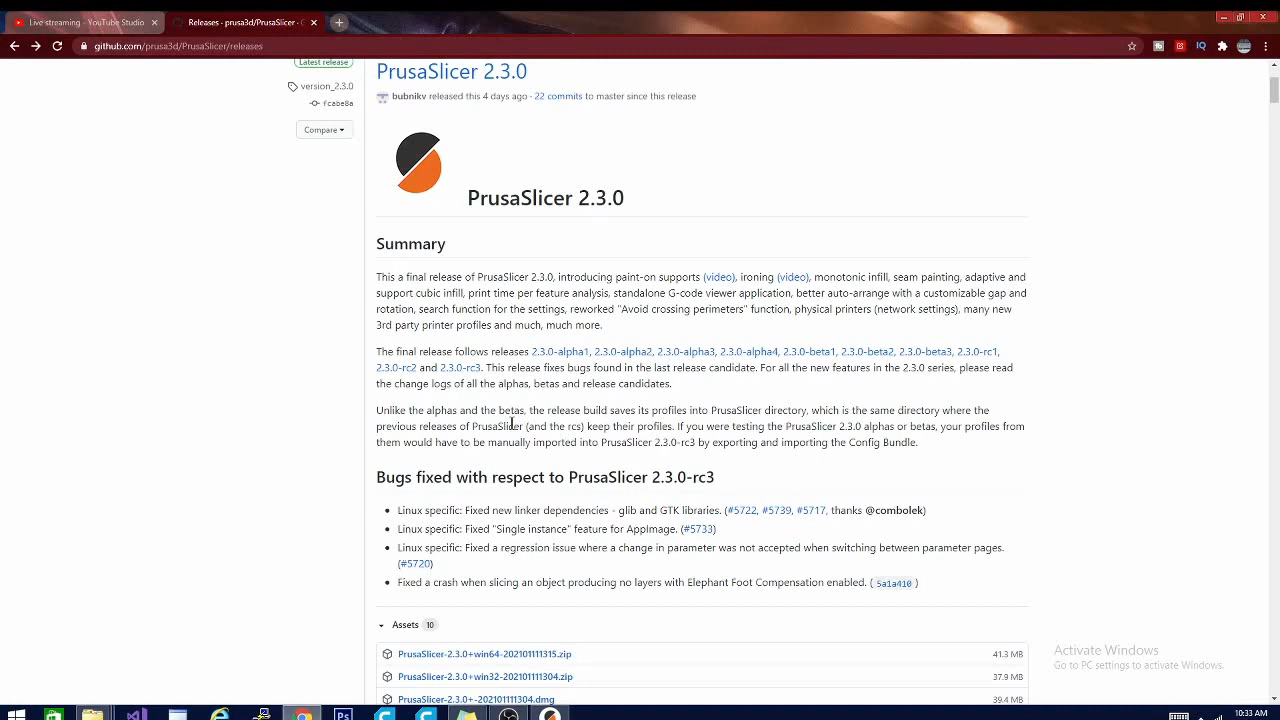 Live streaming - YouTube Studio
Releases · prusa3d/PrusaSlicer · G
github.com/prusa3d/PrusaSlicer/releases
IQ
Latest release
version_2.3.0
fcabe8a
Compare
PrusaSlicer 2.3.0
bubnikv released this 4 days ago · 22 commits to master since this release
PrusaSlicer 2.3.0
Summary
This a final release of PrusaSlicer 2.3.0, introducing paint-on supports (video), ironing (video), monotonic infill, seam painting, adaptive and
support cubic infill, print time per feature analysis, standalone G-code viewer application, better auto-arrange with a customizable gap and
rotation, search function for the settings, reworked "Avoid crossing perimeters" function, physical printers (network settings), many new
3rd party printer profiles and much, much more.
The final release follows releases 2.3.0-alpha1, 2.3.0-alpha2, 2.3.0-alpha3, 2.3.0-alpha4, 2.3.0-beta1, 2.3.0-beta2, 2.3.0-beta3, 2.3.0-rc1,
2.3.0-rc2 and 2.3.0-rc3. This release fixes bugs found in the last release candidate. For all the new features in the 2.3.0 series, please read
the change logs of all the alphas, betas and release candidates.
Unlike the alphas and the betas, the release build saves its profiles into PrusaSlicer directory, which is the same directory where the
previous releases of PrusaSlicer (and the rcs) keep their profiles. If you were testing the PrusaSlicer 2.3.0 alphas or betas, your profiles from
them would have to be manually imported into PrusaSlicer 2.3.0-rc3 by exporting and importing the Config Bundle.
Bugs fixed with respect to PrusaSlicer 2.3.0-rc3
Linux specific: Fixed new linker dependencies - glib and GTK libraries. (#5722, #5739, #5717, thanks @combolek)
Linux specific: Fixed "Single instance" feature for AppImage. (#5733)
Linux specific: Fixed a regression issue where a change in parameter was not accepted when switching between parameter pages.
(#5720)
Fixed a crash when slicing an object producing no layers with Elephant Foot Compensation enabled. ( 5a1a410 )
Assets 10
PrusaSlicer-2.3.0+win64-202101111315.zip 41.3 MB
PrusaSlicer-2.3.0+win32-202101111304.zip 37.9 MB
PrusaSlicer-2.3.0+-202101111304.dmg 39.4 MB
Activate Windows
Go to PC settings to activate Windows.
10:33 AM